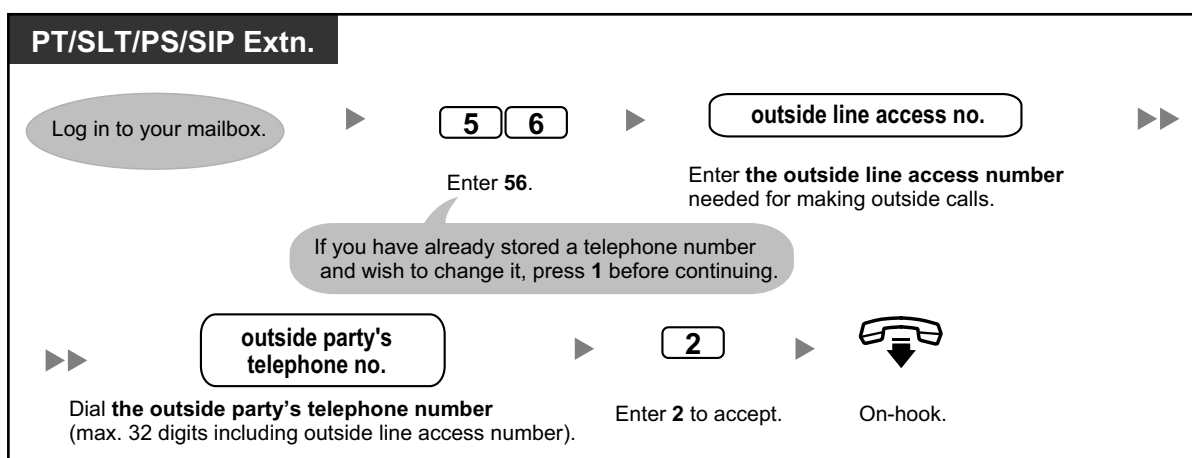 PT/SLT/PS/SIP Extn.
Log in to your mailbox.
5 6
outside line access no.
Enter 56.
Enter the outside line access number
needed for making outside calls.
If you have already stored a telephone number
and wish to change it, press 1 before continuing.
outside party's
telephone no.
2
Dial the outside party’s telephone number
(max. 32 digits including outside line access number).
Enter 2 to accept.
On-hook.